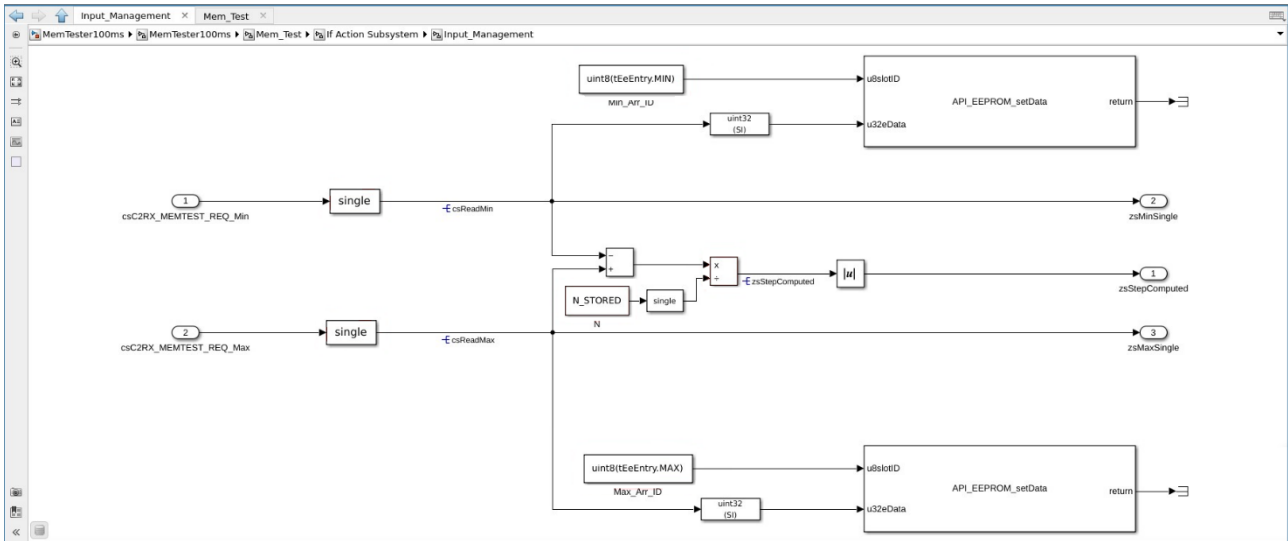 Input_Management ×
Mem_Test ×
MemTester100ms
MemTester100ms
Mem_Test
If Action Subsystem
Input_Management
uint8(tEeEntry.MIN)
Min_Arr_ID
uint32
(SI)
u8slotID
API_EEPROM_setData
return
u32eData
1
csC2RX_MEMTEST_REQ_Min
single
csReadMin
2
zsMinSingle
−
+
x
÷
zsStepComputed
|u|
1
zsStepComputed
N_STORED
N
single
2
csC2RX_MEMTEST_REQ_Max
single
csReadMax
3
zsMaxSingle
uint8(tEeEntry.MAX)
Max_Arr_ID
uint32
(SI)
u8slotID
API_EEPROM_setData
return
u32eData